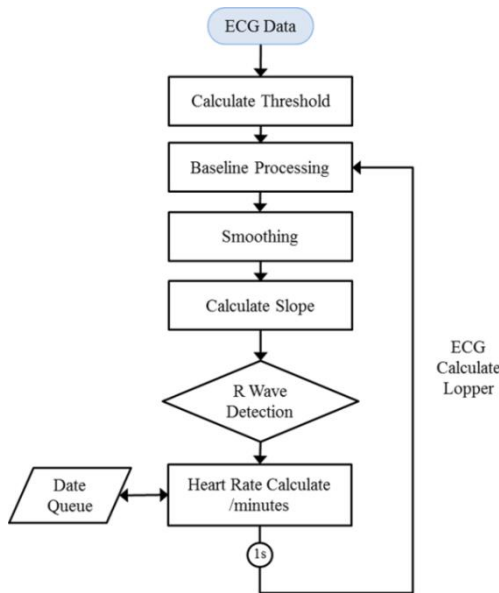 ECG Data
Calculate Threshold
Baseline Processing
Smoothing
Calculate Slope
ECG
Calculate
Lopper
R Wave
Detection
Date
Queue
Heart Rate Calculate
/minutes
1s